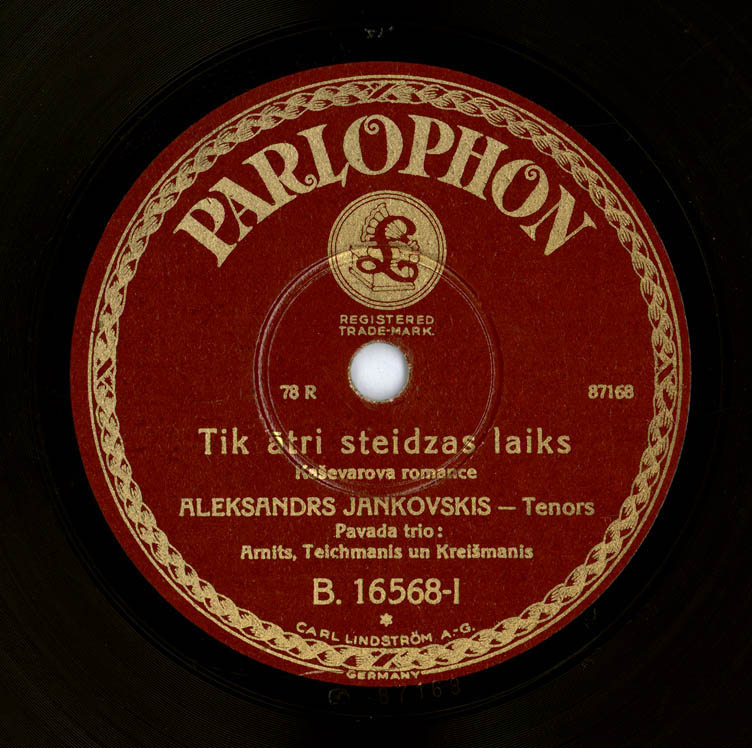 PARLOPHON
£
REGISTERED
TRADE-MARK.
78 R
87168
Tik ātri steidzas laiks
Kaševarova romance
ALEKSANDRS JANKOVSKIS — Tenors
Pavada trio:
Arnits, Teichmanis un Kreišmanis
B. 16568-I
*
CARL LINDSTRÖM A.-G.
GERMANY
87168